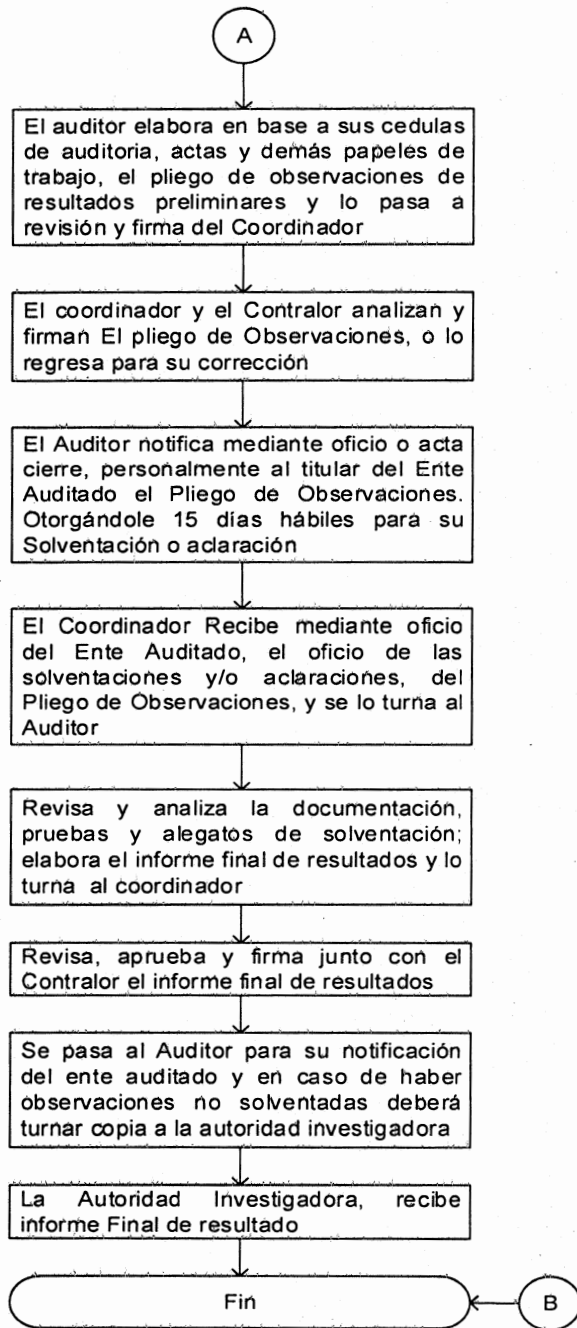 A
El auditor elabora en base a sus cedulas
de auditoria, actas y demás papeles de
trabajo, el pliego de observaciones de
resultados preliminares y lo pasa a
revisión y firma del Coordinador
El coordinador y el Contralor analizan y
firman El pliego de Observaciones, o lo
regresa para su corrección
El Auditor notifica mediante oficio o acta
cierre, personalmente al titular del Ente
Auditado el Pliego de Observaciones.
Otorgándole 15 días hábiles para su
Solventación o aclaración
El Coordinador Recibe mediante oficio
del Ente Auditado, el oficio de las
solventaciones y/o aclaraciones, del
Pliego de Observaciones, y se lo turna al
Auditor
Revisa y analiza la documentación,
pruebas y alegatos de solventación;
elabora el informe final de resultados y lo
turna al coordinador
Revisa, aprueba y firma junto con el
Contralor el informe final de resultados
Se pasa al Auditor para su notificación
del ente auditado y en caso de haber
observaciones no solventadas deberá
turnar copia a la autoridad investigadora
La Autoridad Investigadora, recibe
informe Final de resultado
Fin
B